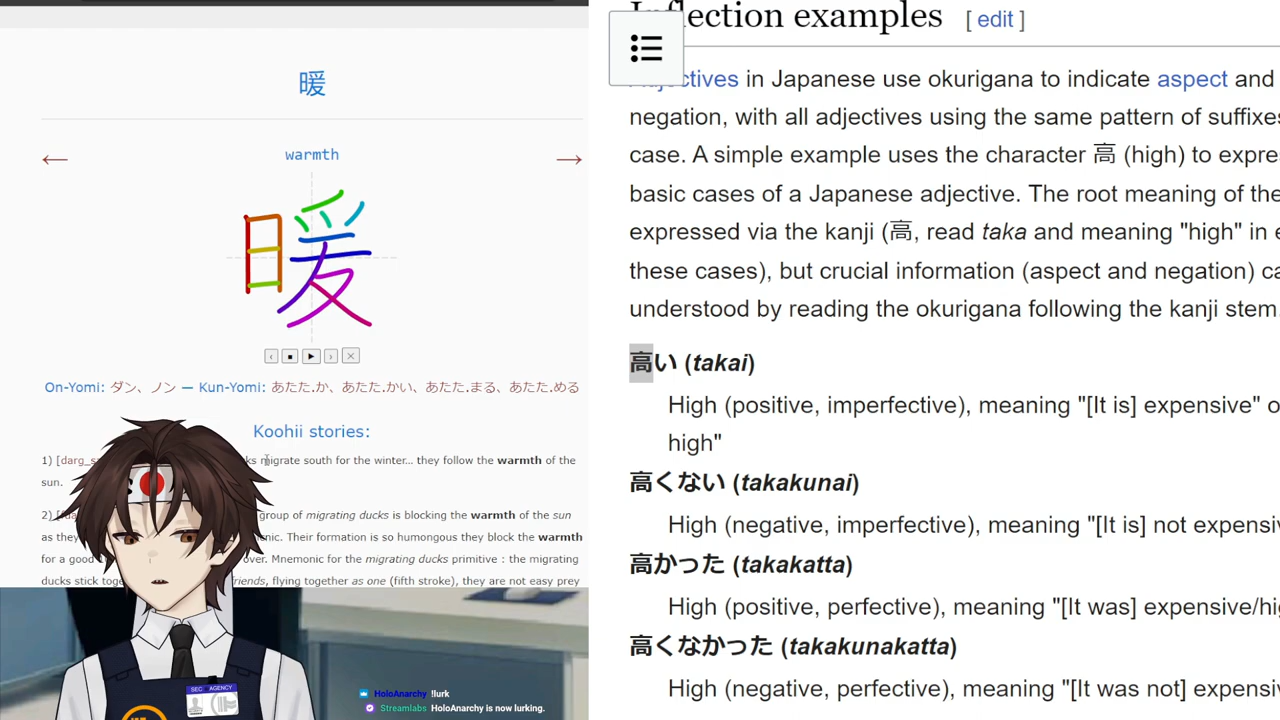 暖
←
warmth
→
On-Yomi: ダン、ノン — Kun-Yomi: あたた.か、あたた.かい、あたた.まる、あたた.める
Koohii stories:
1) [darg_s migrate south for the winter... they follow the warmth of the
sun.
2) group of migrating ducks is blocking the warmth of the sun
as they Their formation is so humongous they block the warmth
for a good over. Mnemonic for the migrating ducks primitive : the migrating
flying together as one (fifth stroke), they are not easy prey
SEC AGENCY
HoloAnarchy !lurk
Streamlabs HoloAnarchy is now lurking.
Inflection examples [ edit ]
in Japanese use okurigana to indicate aspect and
negation, with all adjectives using the same pattern of suffixes
case. A simple example uses the character 高 (high) to expre
basic cases of a Japanese adjective. The root meaning of the
expressed via the kanji (高, read taka and meaning "high" in e
these cases), but crucial information (aspect and negation) ca
understood by reading the okurigana following the kanji stem.
高い (takai)
High (positive, imperfective), meaning "[It is] expensive" o
high"
高くない (takakunai)
High (negative, imperfective), meaning "[It is] not expensiv
高かった (takakatta)
High (positive, perfective), meaning "[It was] expensive/hig
高くなかった (takakunakatta)
High (negative, perfective), meaning "[It was not] expensiv